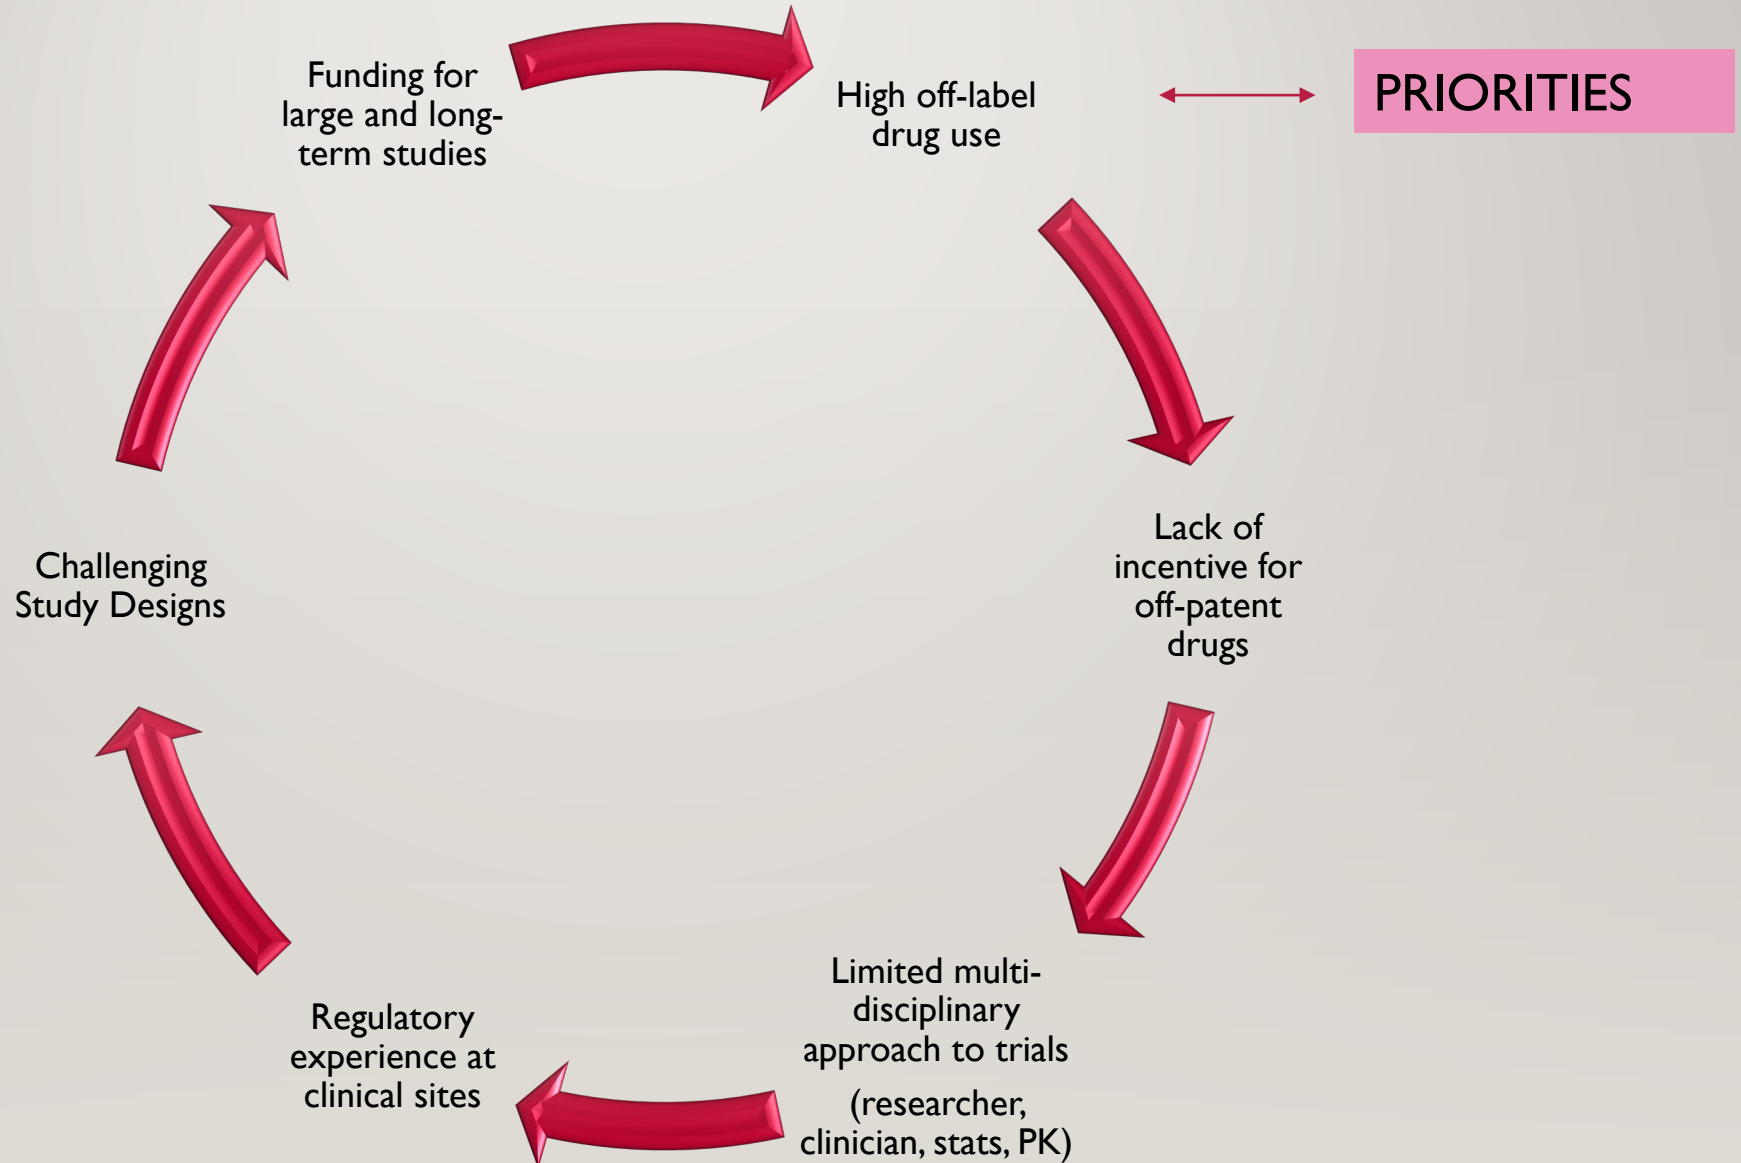 Funding for
large and long-
term studies
High off-label
drug use
PRIORITIES
Lack of
incentive for
off-patent
drugs
Limited multi-
disciplinary
approach to trials
(researcher,
clinician, stats, PK)
Regulatory
experience at
clinical sites
Challenging
Study Designs